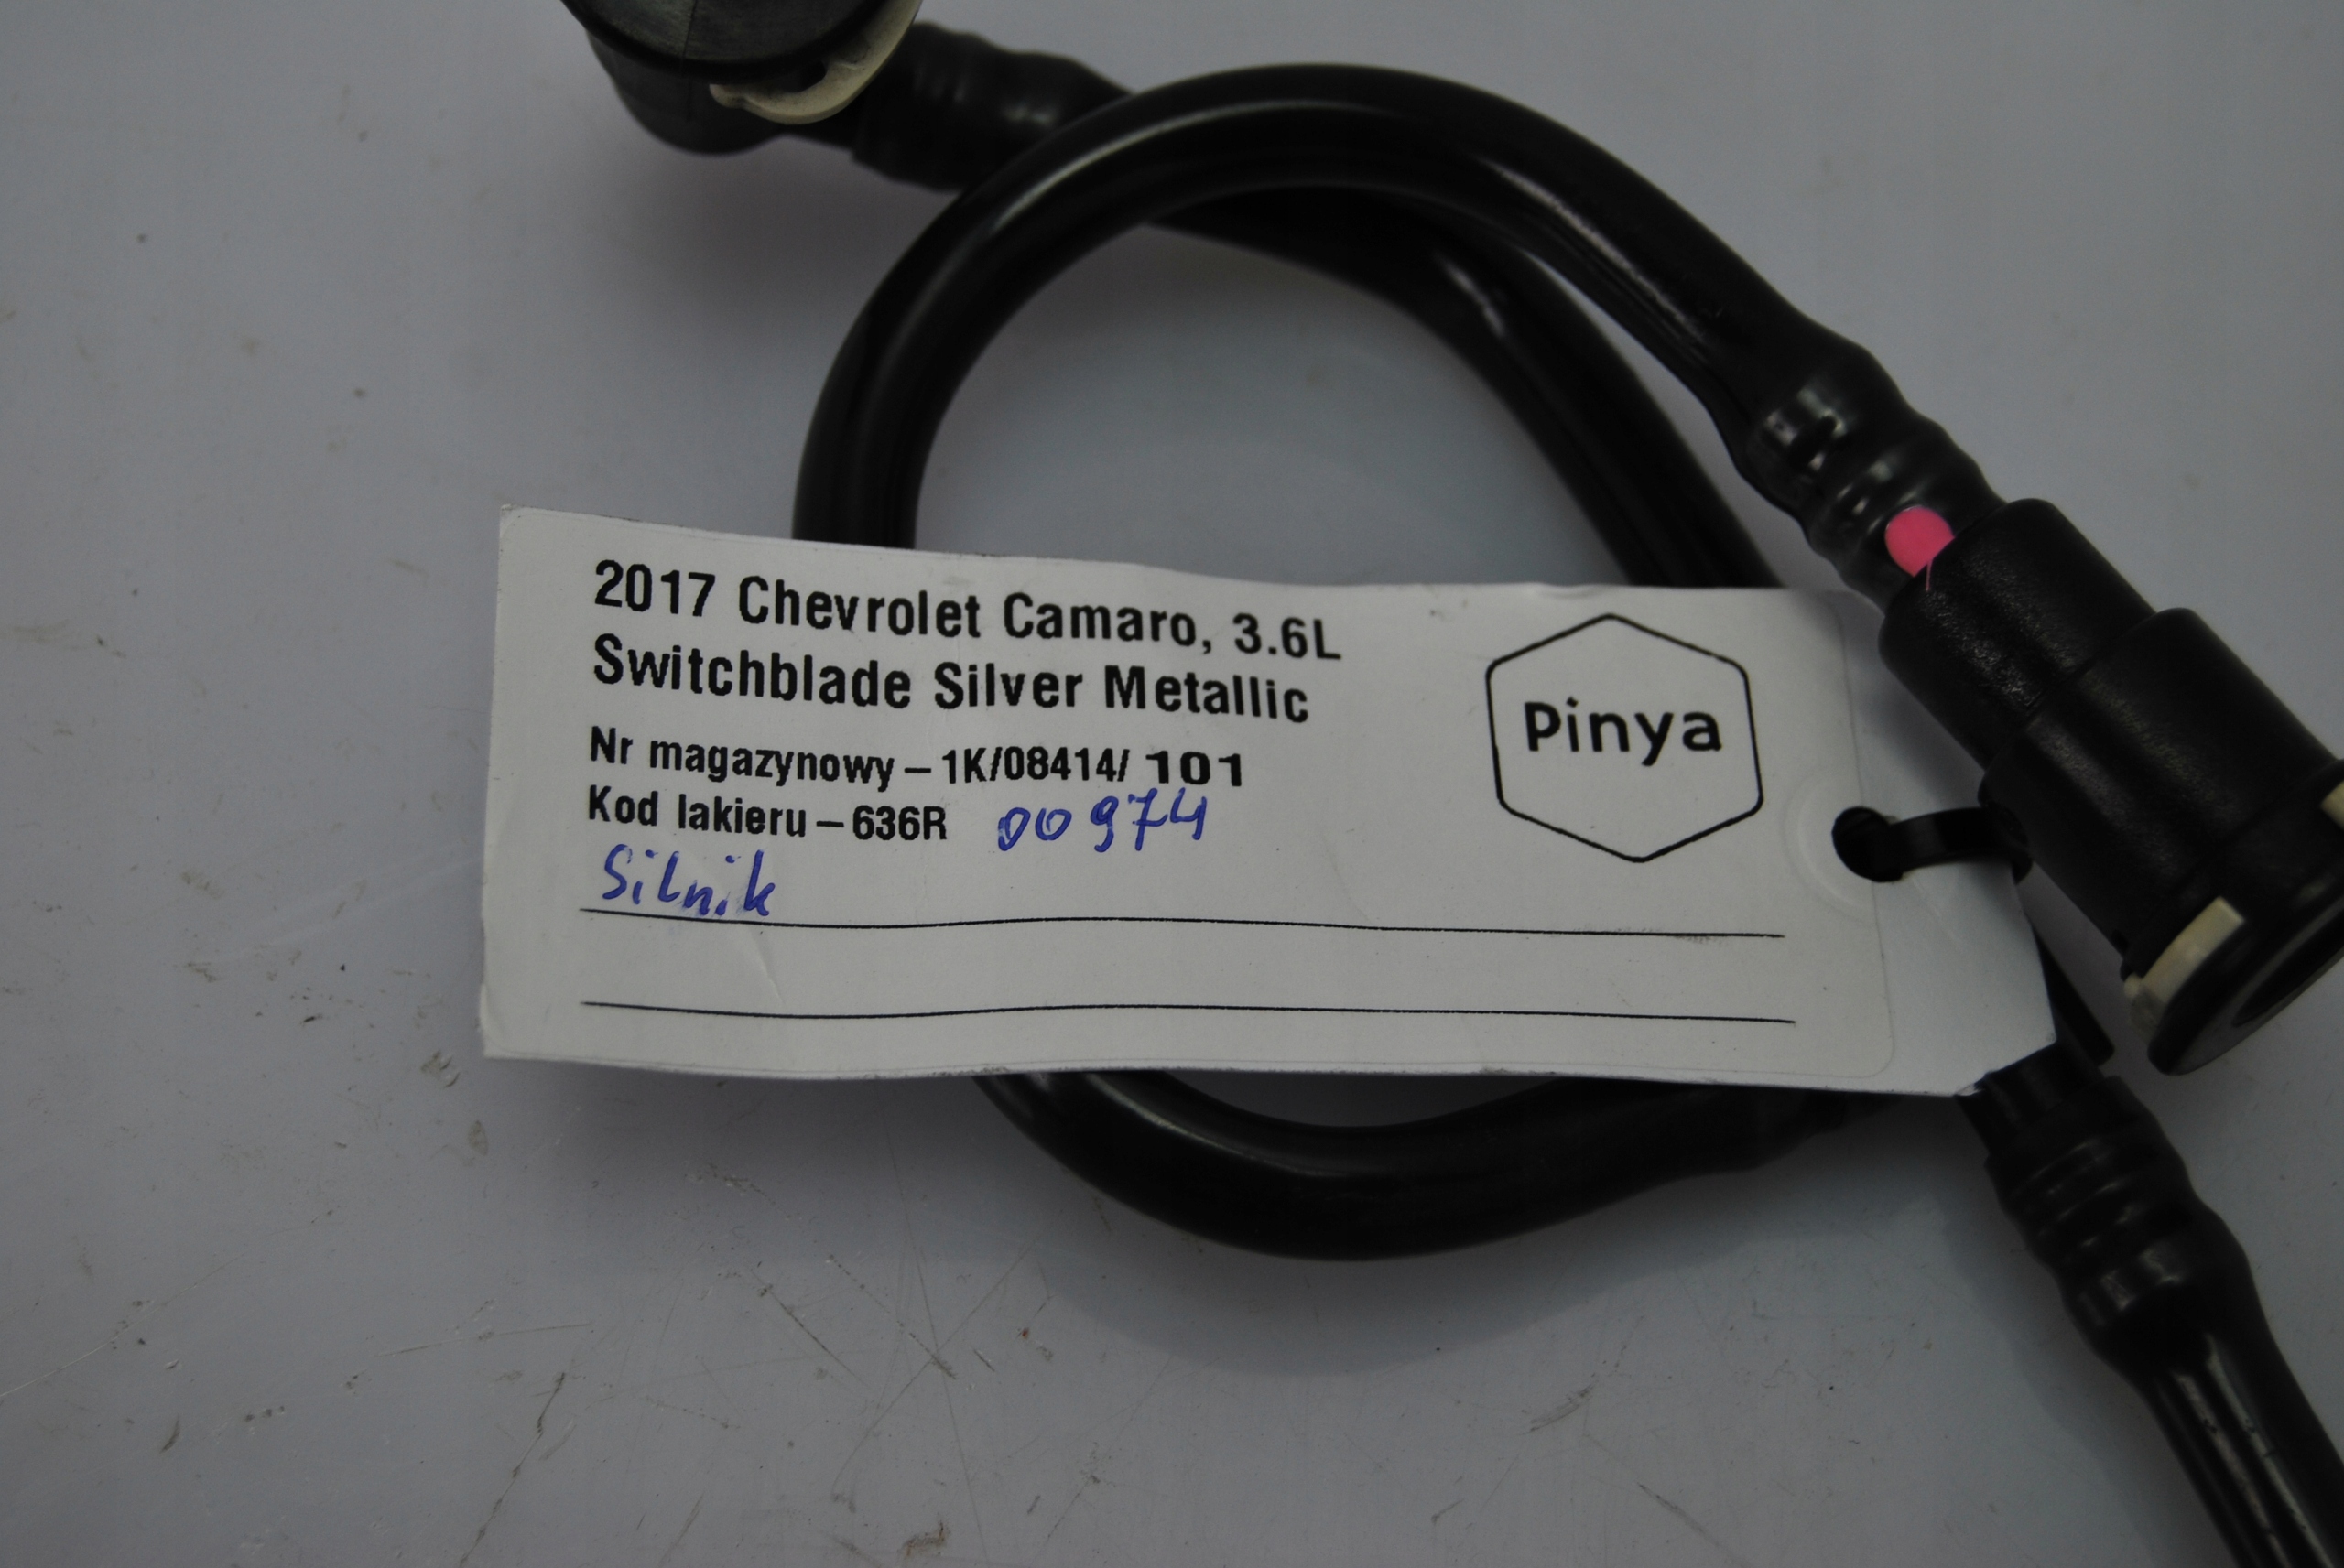 2017 Chevrolet Camaro, 3.6L
Switchblade Silver Metallic
Pinya
Nr magazynowy – 1K/08414/ 101
Kod lakieru – 636R 00974
Silnik